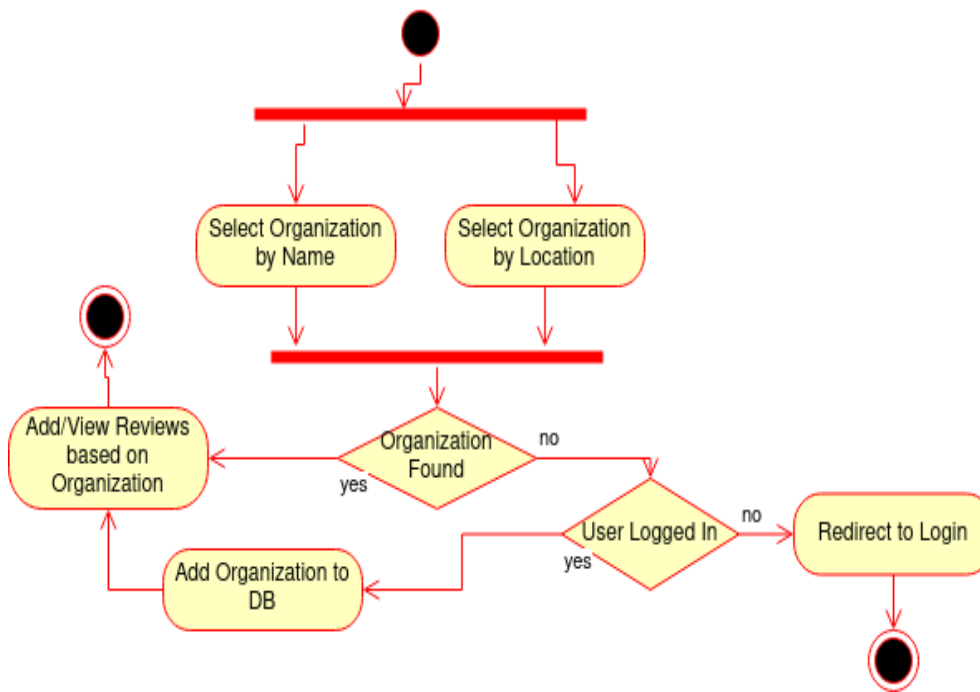 Select Organization
by Name
Select Organization
by Location
Add/View Reviews
based on
Organization
Organization
Found
yes
no
User Logged In
yes
no
Redirect to Login
Add Organization to
DB